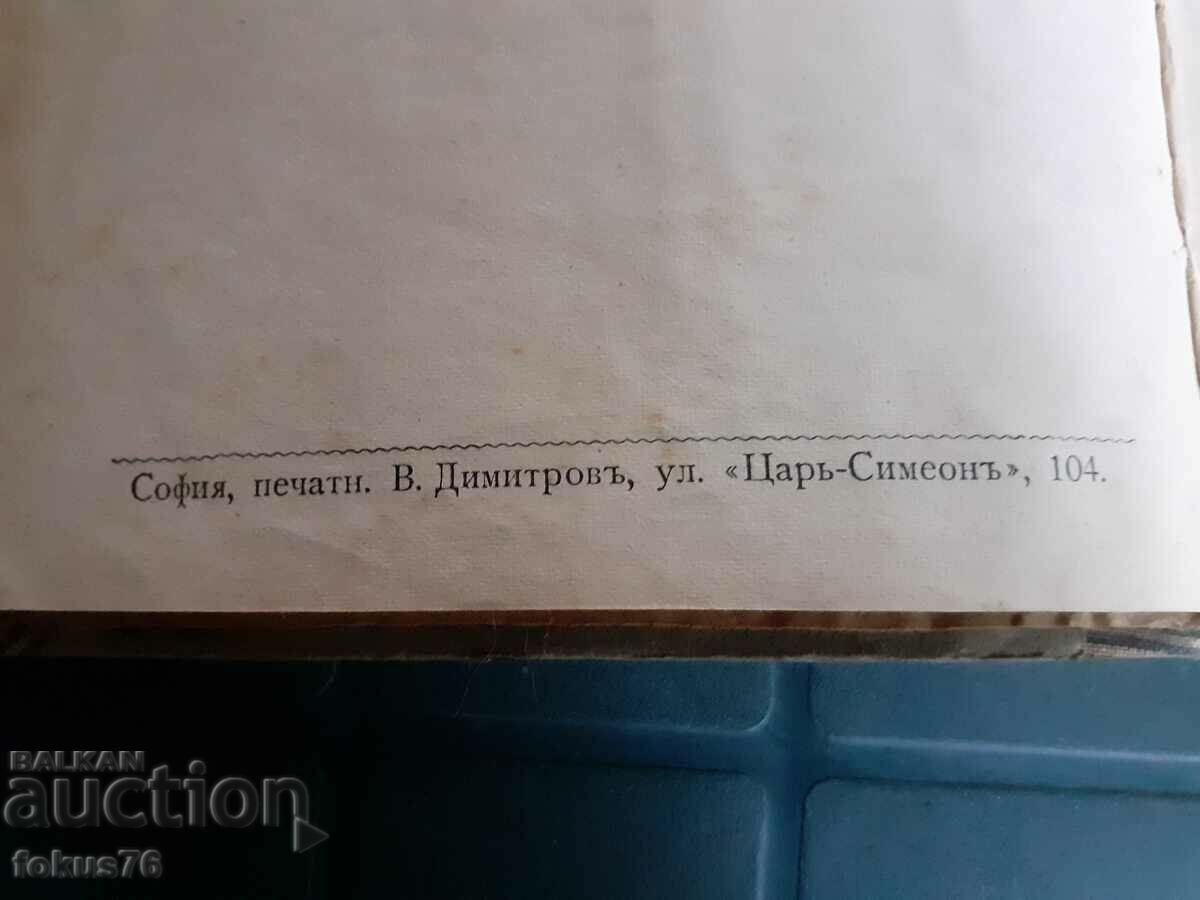 София, печатн. В. Димитровъ, ул. «Царь-Симеонъ», 104.
BALKAN
auction
fokus76